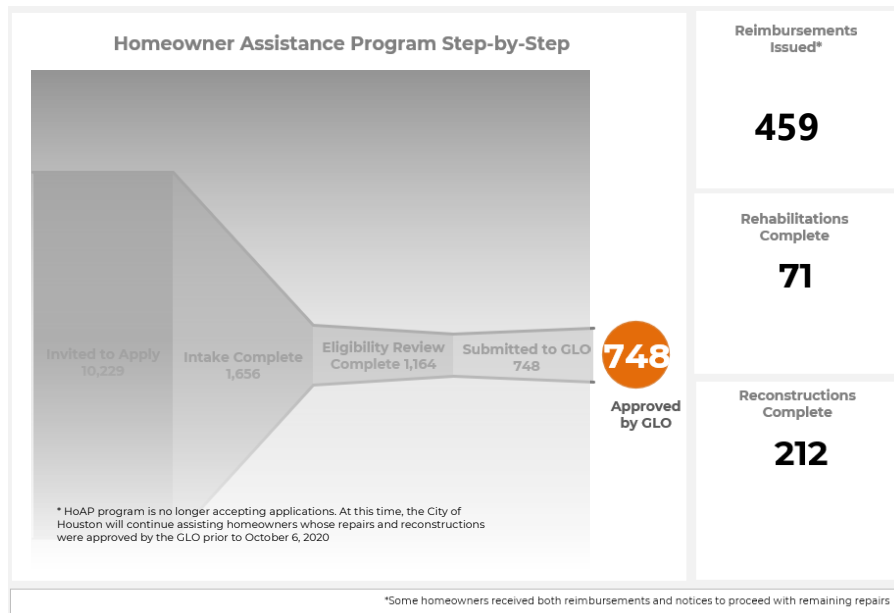 Homeowner Assistance Program Step-by-Step
Invited to Apply
10,229
Intake Complete
1,656
Eligibility Review
Complete 1,164
Submitted to GLO
748
748
Approved
by GLO
* HoAP program is no longer accepting applications. At this time, the City of
Houston will continue assisting homeowners whose repairs and reconstructions
were approved by the GLO prior to October 6, 2020
Reimbursements
Issued*
459
Rehabilitations
Complete
71
Reconstructions
Complete
212
*Some homeowners received both reimbursements and notices to proceed with remaining repairs